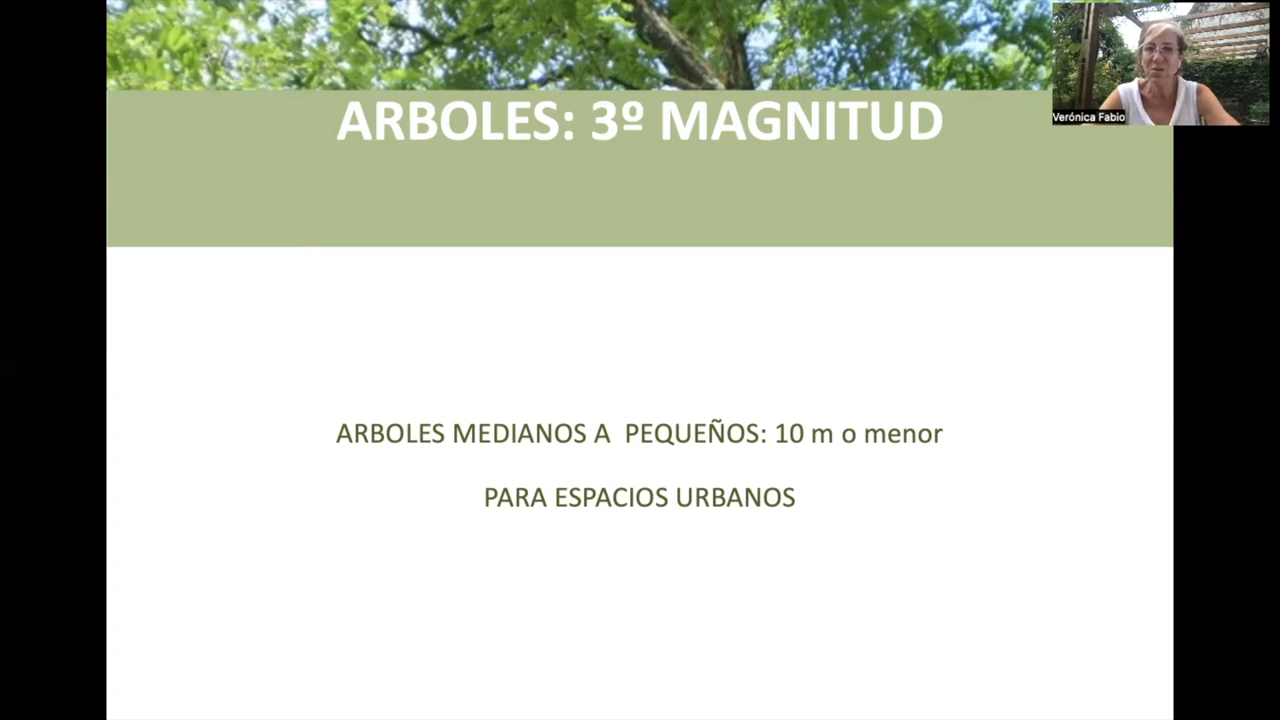 ARBOLES: 3º MAGNITUD
Verónica Fabio
ARBOLES MEDIANOS A  PEQUEÑOS: 10 m o menor
PARA ESPACIOS URBANOS